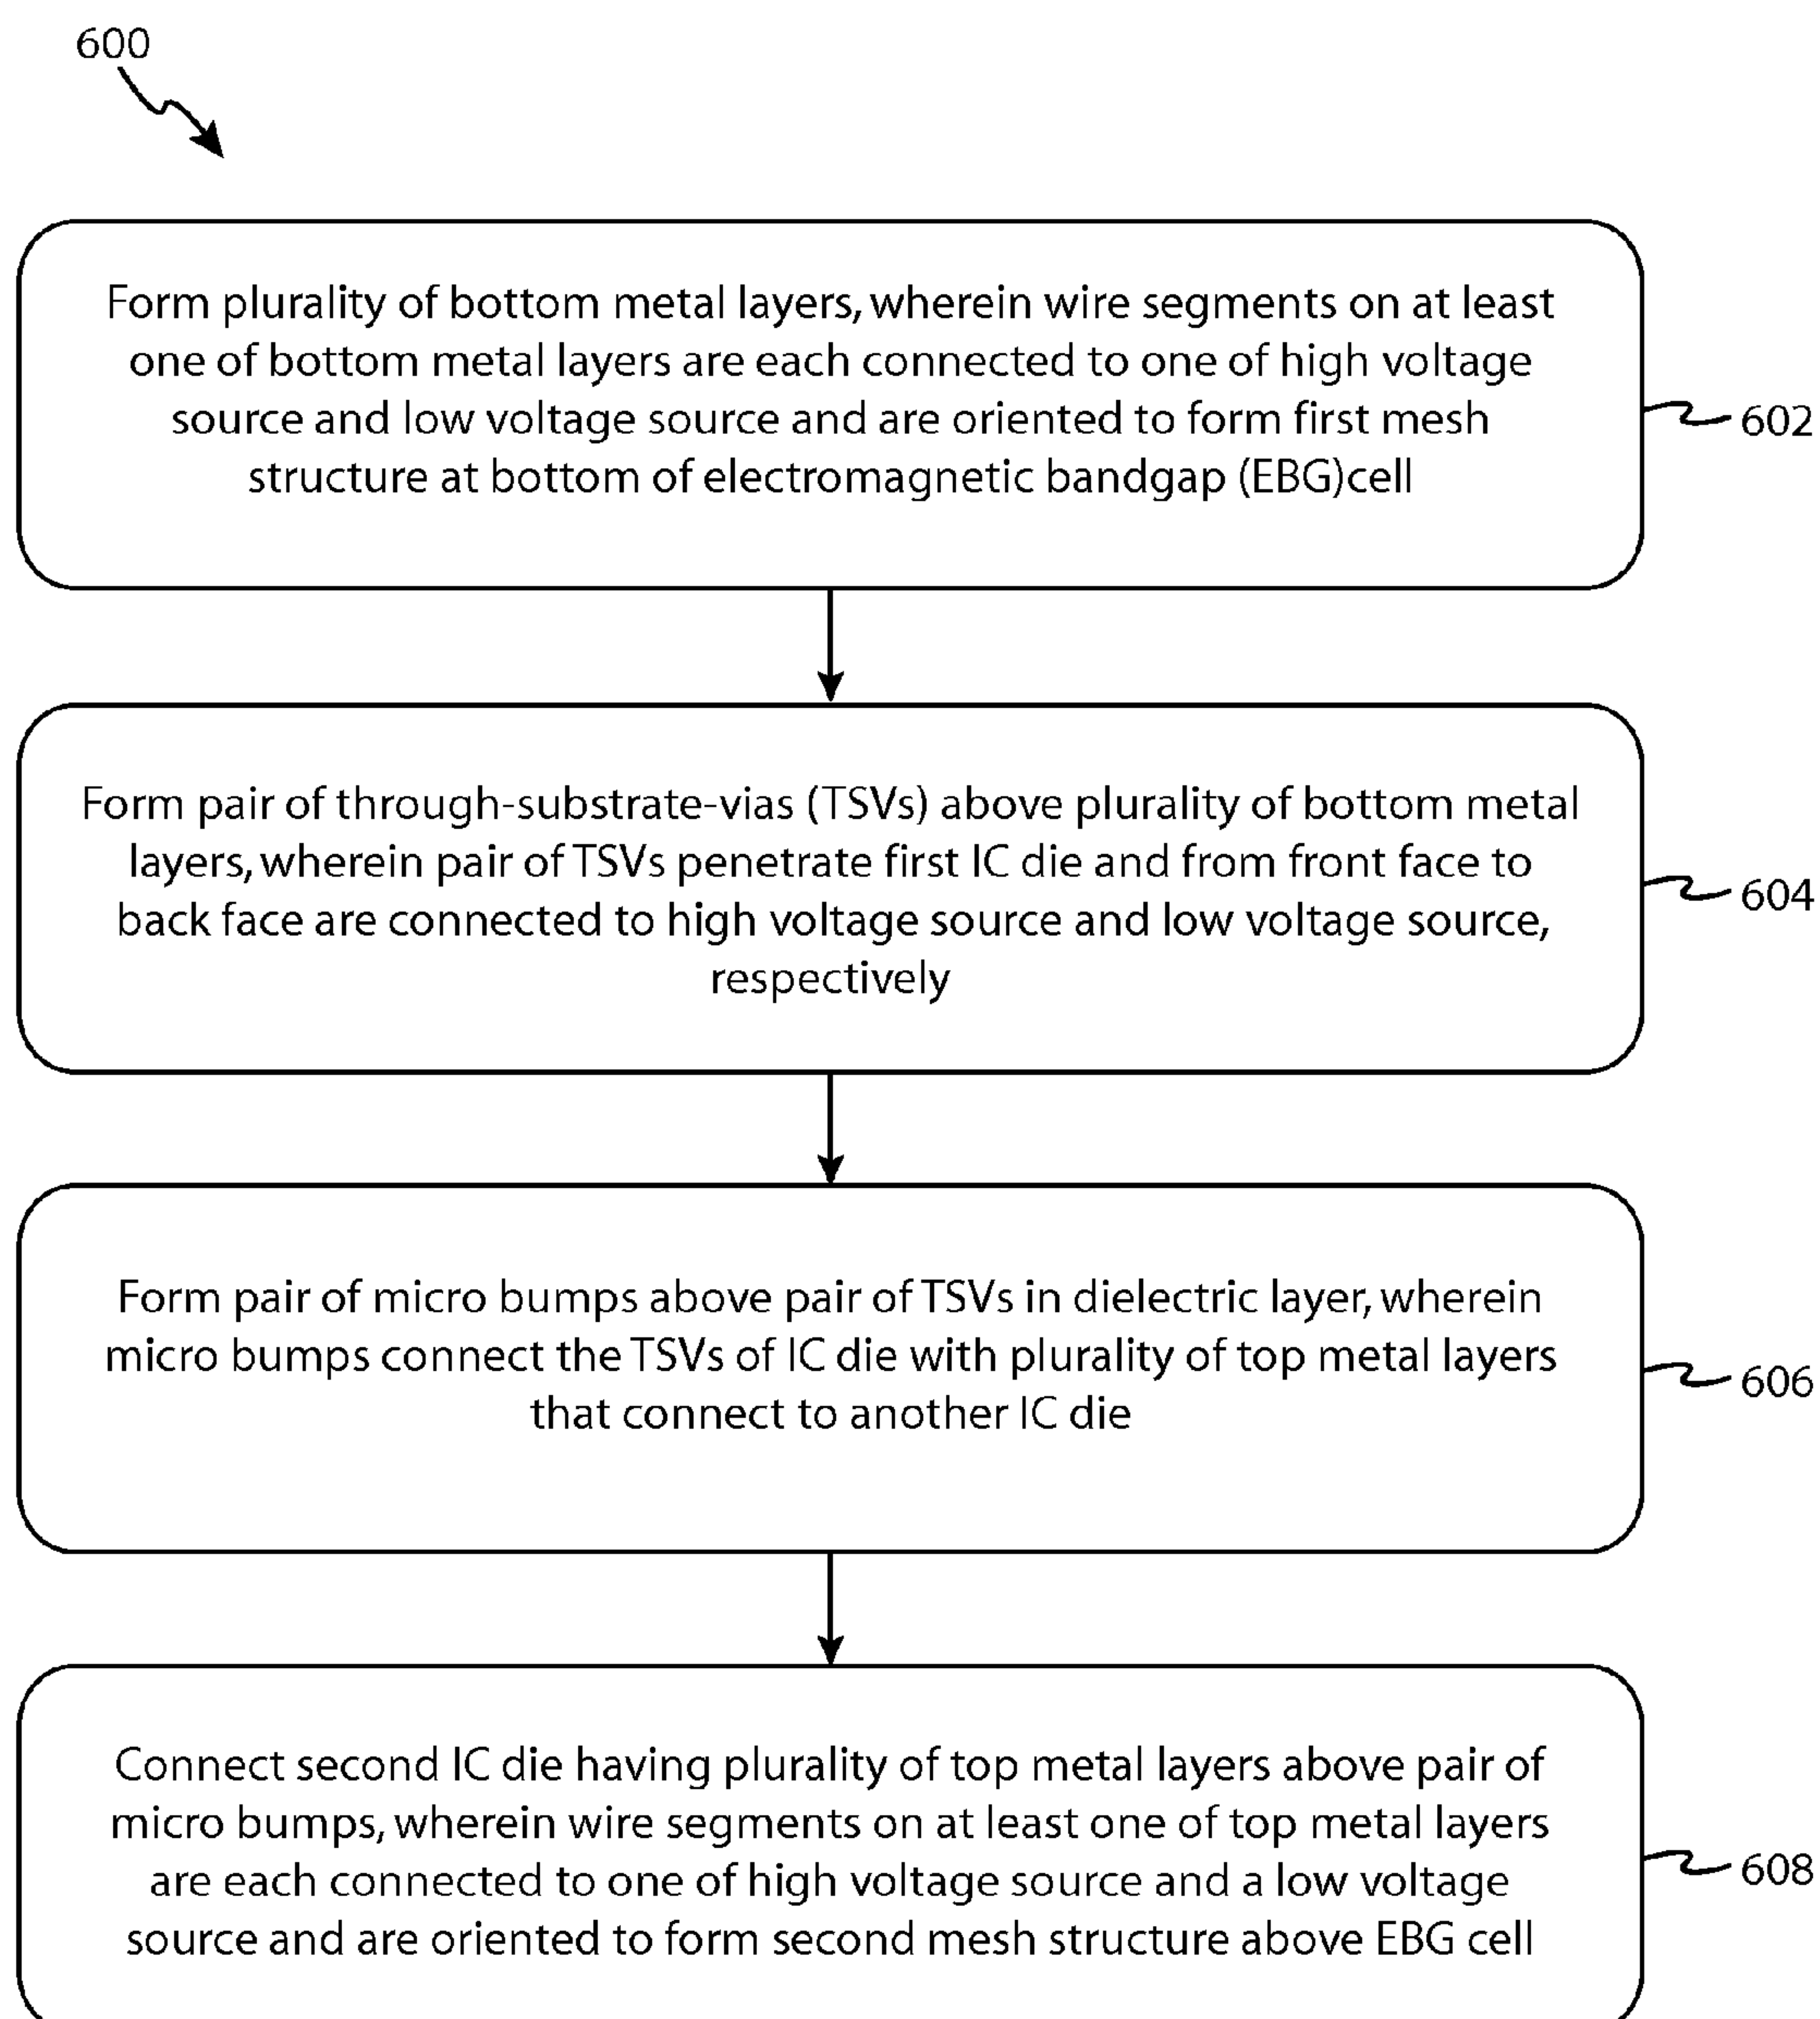 600
Form plurality of bottom metal layers, wherein wire segments on at least
one of bottom metal layers are each connected to one of high voltage
source and low voltage source and are oriented to form first mesh
structure at bottom of electromagnetic bandgap (EBG)cell
602
Form pair of through-substrate-vias (TSVs) above plurality of bottom metal
layers, wherein pair of TSVs penetrate first IC die and from front face to
back face are connected to high voltage source and low voltage source,
respectively
604
Form pair of micro bumps above pair of TSVs in dielectric layer, wherein
micro bumps connect the TSVs of IC die with plurality of top metal layers
that connect to another IC die
606
Connect second IC die having plurality of top metal layers above pair of
micro bumps, wherein wire segments on at least one of top metal layers
are each connected to one of high voltage source and a low voltage
source and are oriented to form second mesh structure above EBG cell
608